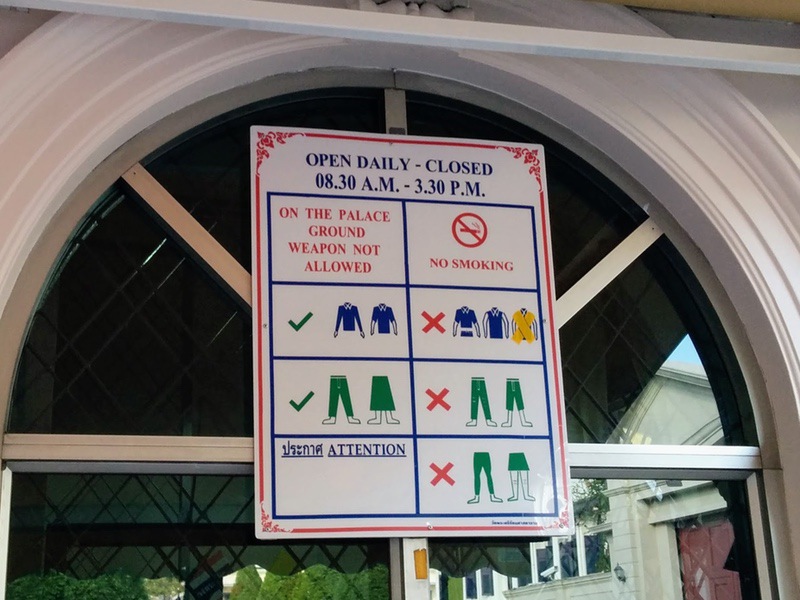 OPEN DAILY - CLOSED
08.30 A.M. - 3.30 P.M.
ON THE PALACE
GROUND
WEAPON NOT
ALLOWED
NO SMOKING
ประกาศ ATTENTION